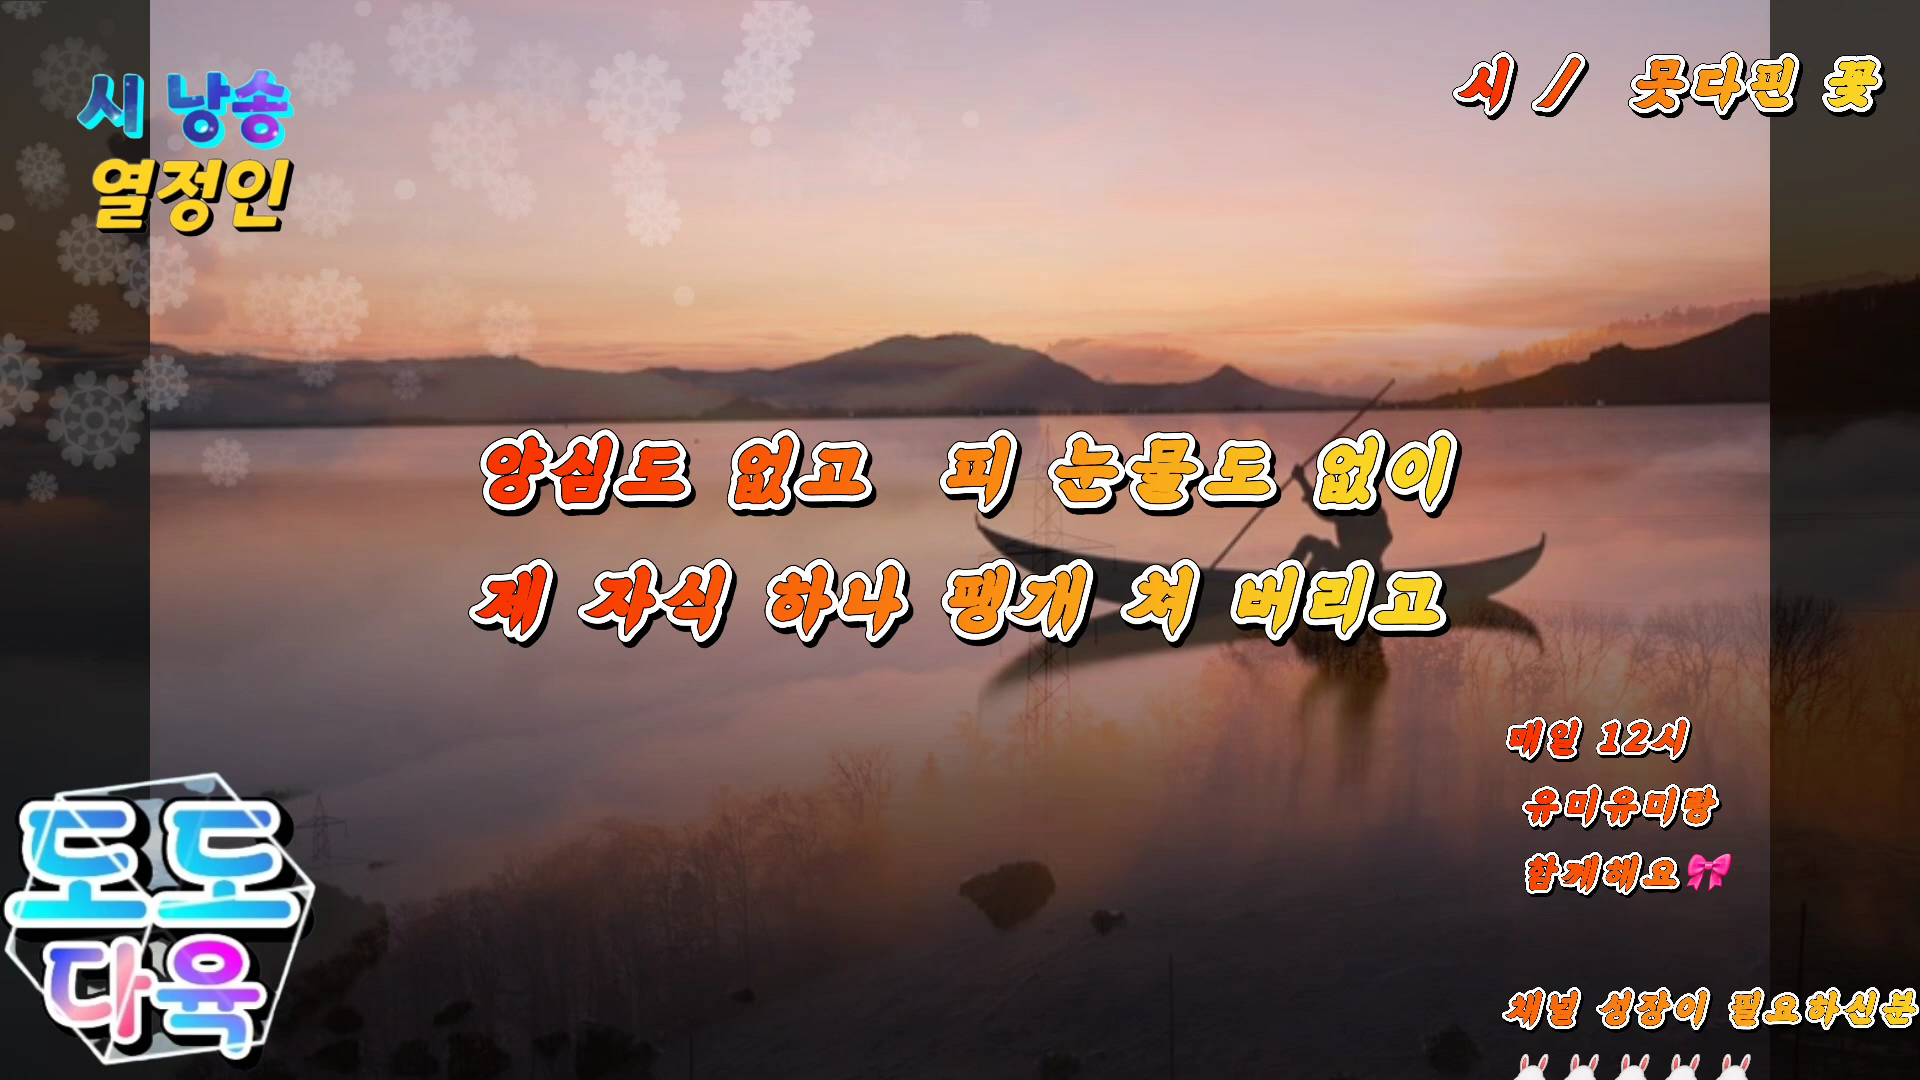 시 낭송
열정인
시 / 못다핀 꽃
양심도 없고 피 눈물도 없이
제 자식 하나 팽개 쳐 버리고
매일 12시
유미유미랑
함께해요
도도
다육
채널 성장이 필요하신분